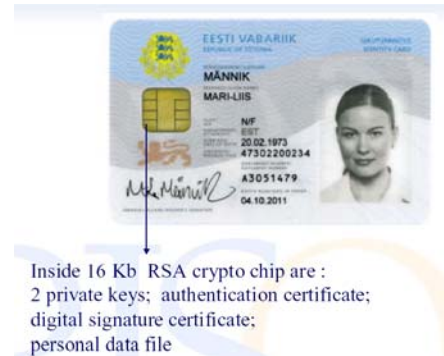 EESTI VABARIIK
REPUBLIC OF ESTONIA
IDENTITY CARD
MÄNNIK
MARI-LIIS
N/F
EST
20.02.1973
47302200234
A3051479
04.10.2011
Inside 16 Kb RSA crypto chip are :
2 private keys; authentication certificate;
digital signature certificate;
personal data file